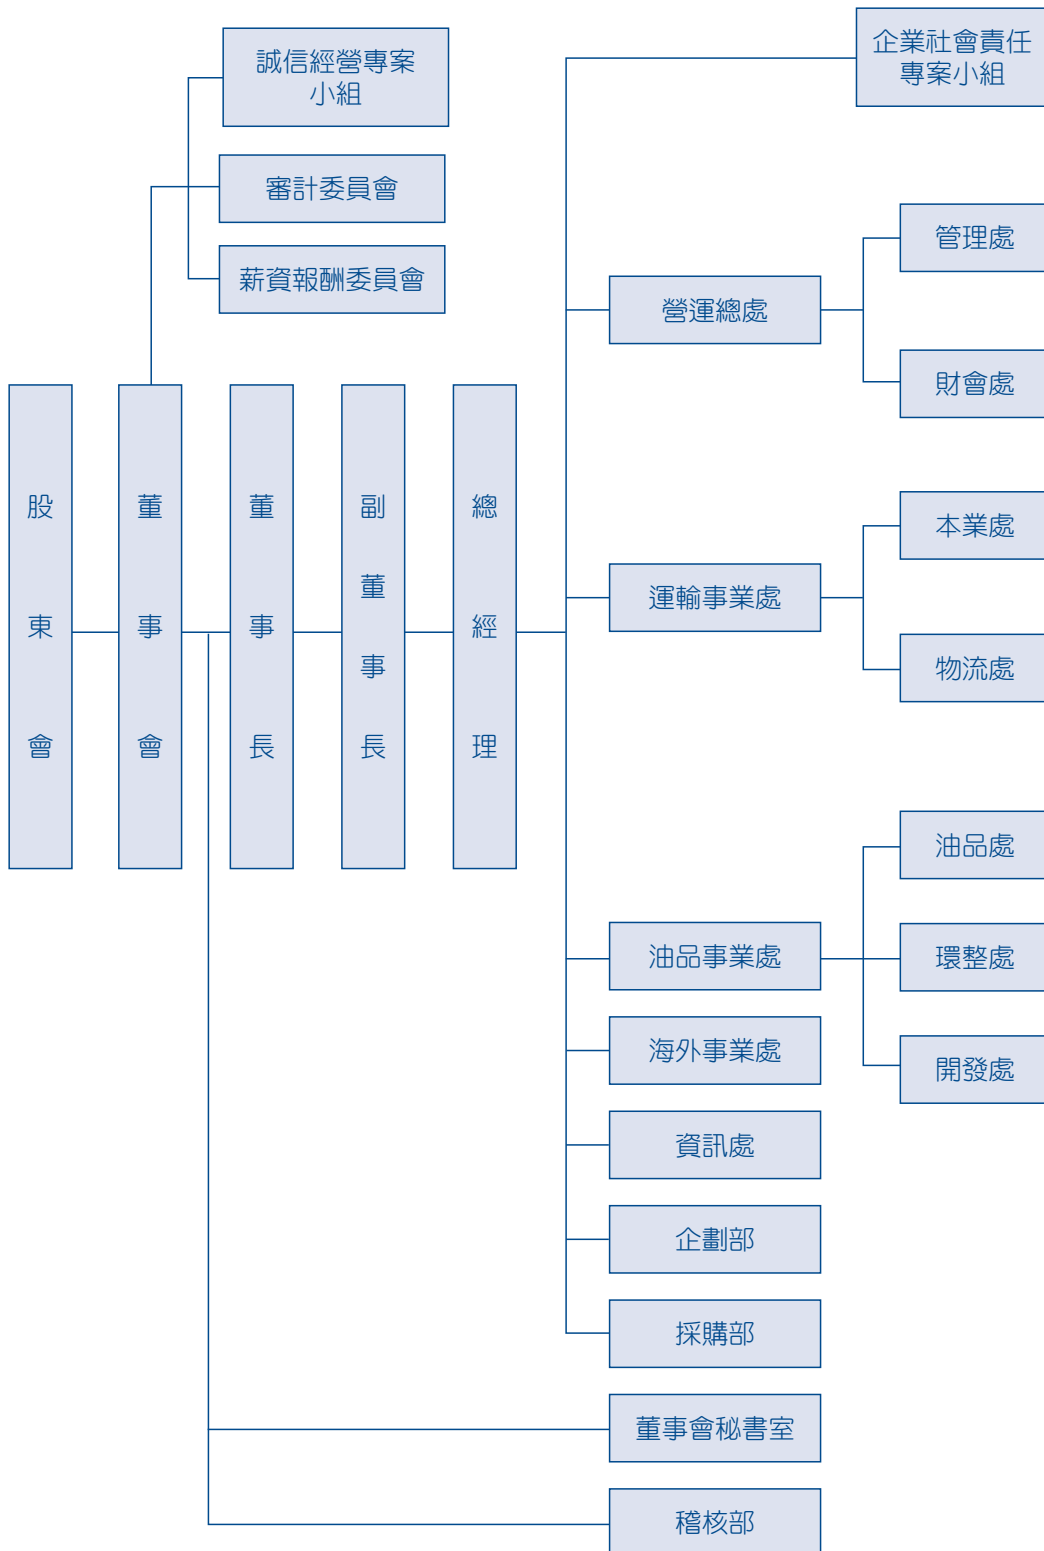 誠信經營專案
小組
審計委員會
薪資報酬委員會
股東會
董事會
董事長
副董事長
總經理
企業社會責任
專案小組
營運總處
管理處
財會處
運輸事業處
本業處
物流處
油品事業處
油品處
環整處
開發處
海外事業處
資訊處
企劃部
採購部
董事會秘書室
稽核部